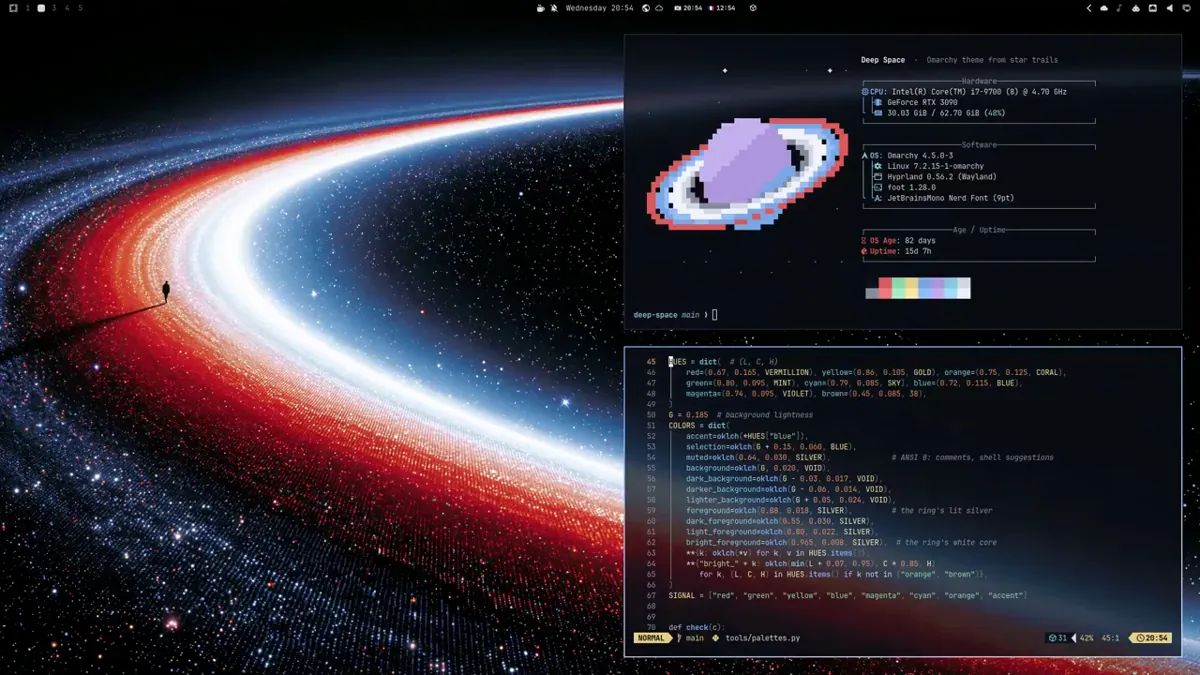 1 3 4 5
Wednesday 20:54 20:54 12:54
Deep Space · Omarchy theme from star trails
Hardware
CPU: Intel(R) Core(TM) i7-9700 (8) @ 4.70 GHz
GeForce RTX 3090
30.03 GiB / 62.70 GiB (48%)
Software
OS: Omarchy 4.5.0-3
Linux 7.2.15-1-omarchy
Hyprland 0.56.2 (Wayland)
foot 1.28.0
JetBrainsMono Nerd Font (9pt)
Age / Uptime
OS Age: 82 days
Uptime: 15d 7h
deep-space main ❯
45 HUES = dict( # (L, C, H)
46 red=(0.67, 0.165, VERMILLION), yellow=(0.86, 0.105, GOLD), orange=(0.75, 0.125, CORAL),
47 green=(0.80, 0.095, MINT), cyan=(0.79, 0.085, SKY), blue=(0.72, 0.115, BLUE),
48 magenta=(0.74, 0.095, VIOLET), brown=(0.45, 0.085, 38),
49 )
50 G = 0.185 # background lightness
51 COLORS = dict(
52 accent=oklch(*HUES["blue"]),
53 selection=oklch(G + 0.15, 0.060, BLUE),
54 muted=oklch(0.64, 0.030, SILVER), # ANSI 8: comments, shell suggestions
55 background=oklch(G, 0.020, VOID),
56 dark_background=oklch(G - 0.03, 0.017, VOID),
57 darker_background=oklch(G - 0.06, 0.014, VOID),
58 lighter_background=oklch(G + 0.05, 0.024, VOID),
59 foreground=oklch(0.88, 0.018, SILVER), # the ring's lit silver
60 dark_foreground=oklch(0.55, 0.030, SILVER),
61 light_foreground=oklch(0.80, 0.022, SILVER),
62 bright_foreground=oklch(0.965, 0.008, SILVER), # the ring's white core
63 **{k: oklch(*v) for k, v in HUES.items()},
64 **{"bright_" + k: oklch(min(L + 0.07, 0.95), C * 0.85, H)
65 for k, (L, C, H) in HUES.items() if k not in ("orange", "brown")},
66 )
67 SIGNAL = ["red", "green", "yellow", "blue", "magenta", "cyan", "orange", "accent"]
68
69
70 def check(c):
NORMAL main tools/palettes.py 31 42% 45:1 20:54